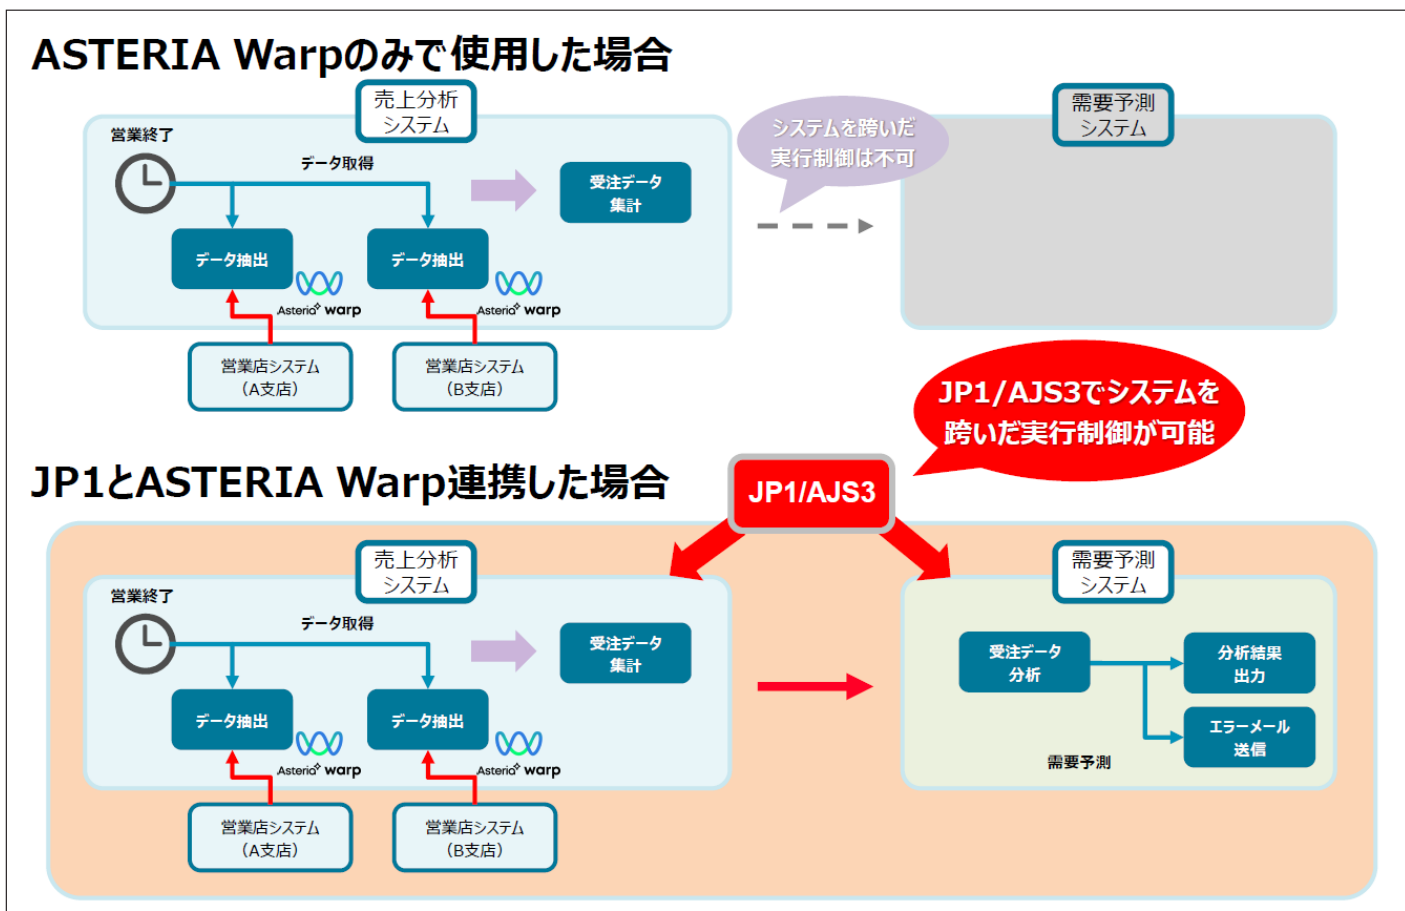 ASTERIA Warpのみで使用した場合
売上分析
システム
営業終了
データ取得
受注データ
集計
データ抽出
データ抽出
Asteria warp
Asteria warp
営業店システム
（A支店）
営業店システム
（B支店）
システムを跨いだ
実行制御は不可
需要予測
システム
JP1/AJS3でシステムを
跨いだ実行制御が可能
JP1とASTERIA Warp連携した場合
JP1/AJS3
売上分析
システム
営業終了
データ取得
受注データ
集計
データ抽出
データ抽出
Asteria warp
Asteria warp
営業店システム
（A支店）
営業店システム
（B支店）
需要予測
システム
受注データ
分析
分析結果
出力
エラーメール
送信
需要予測